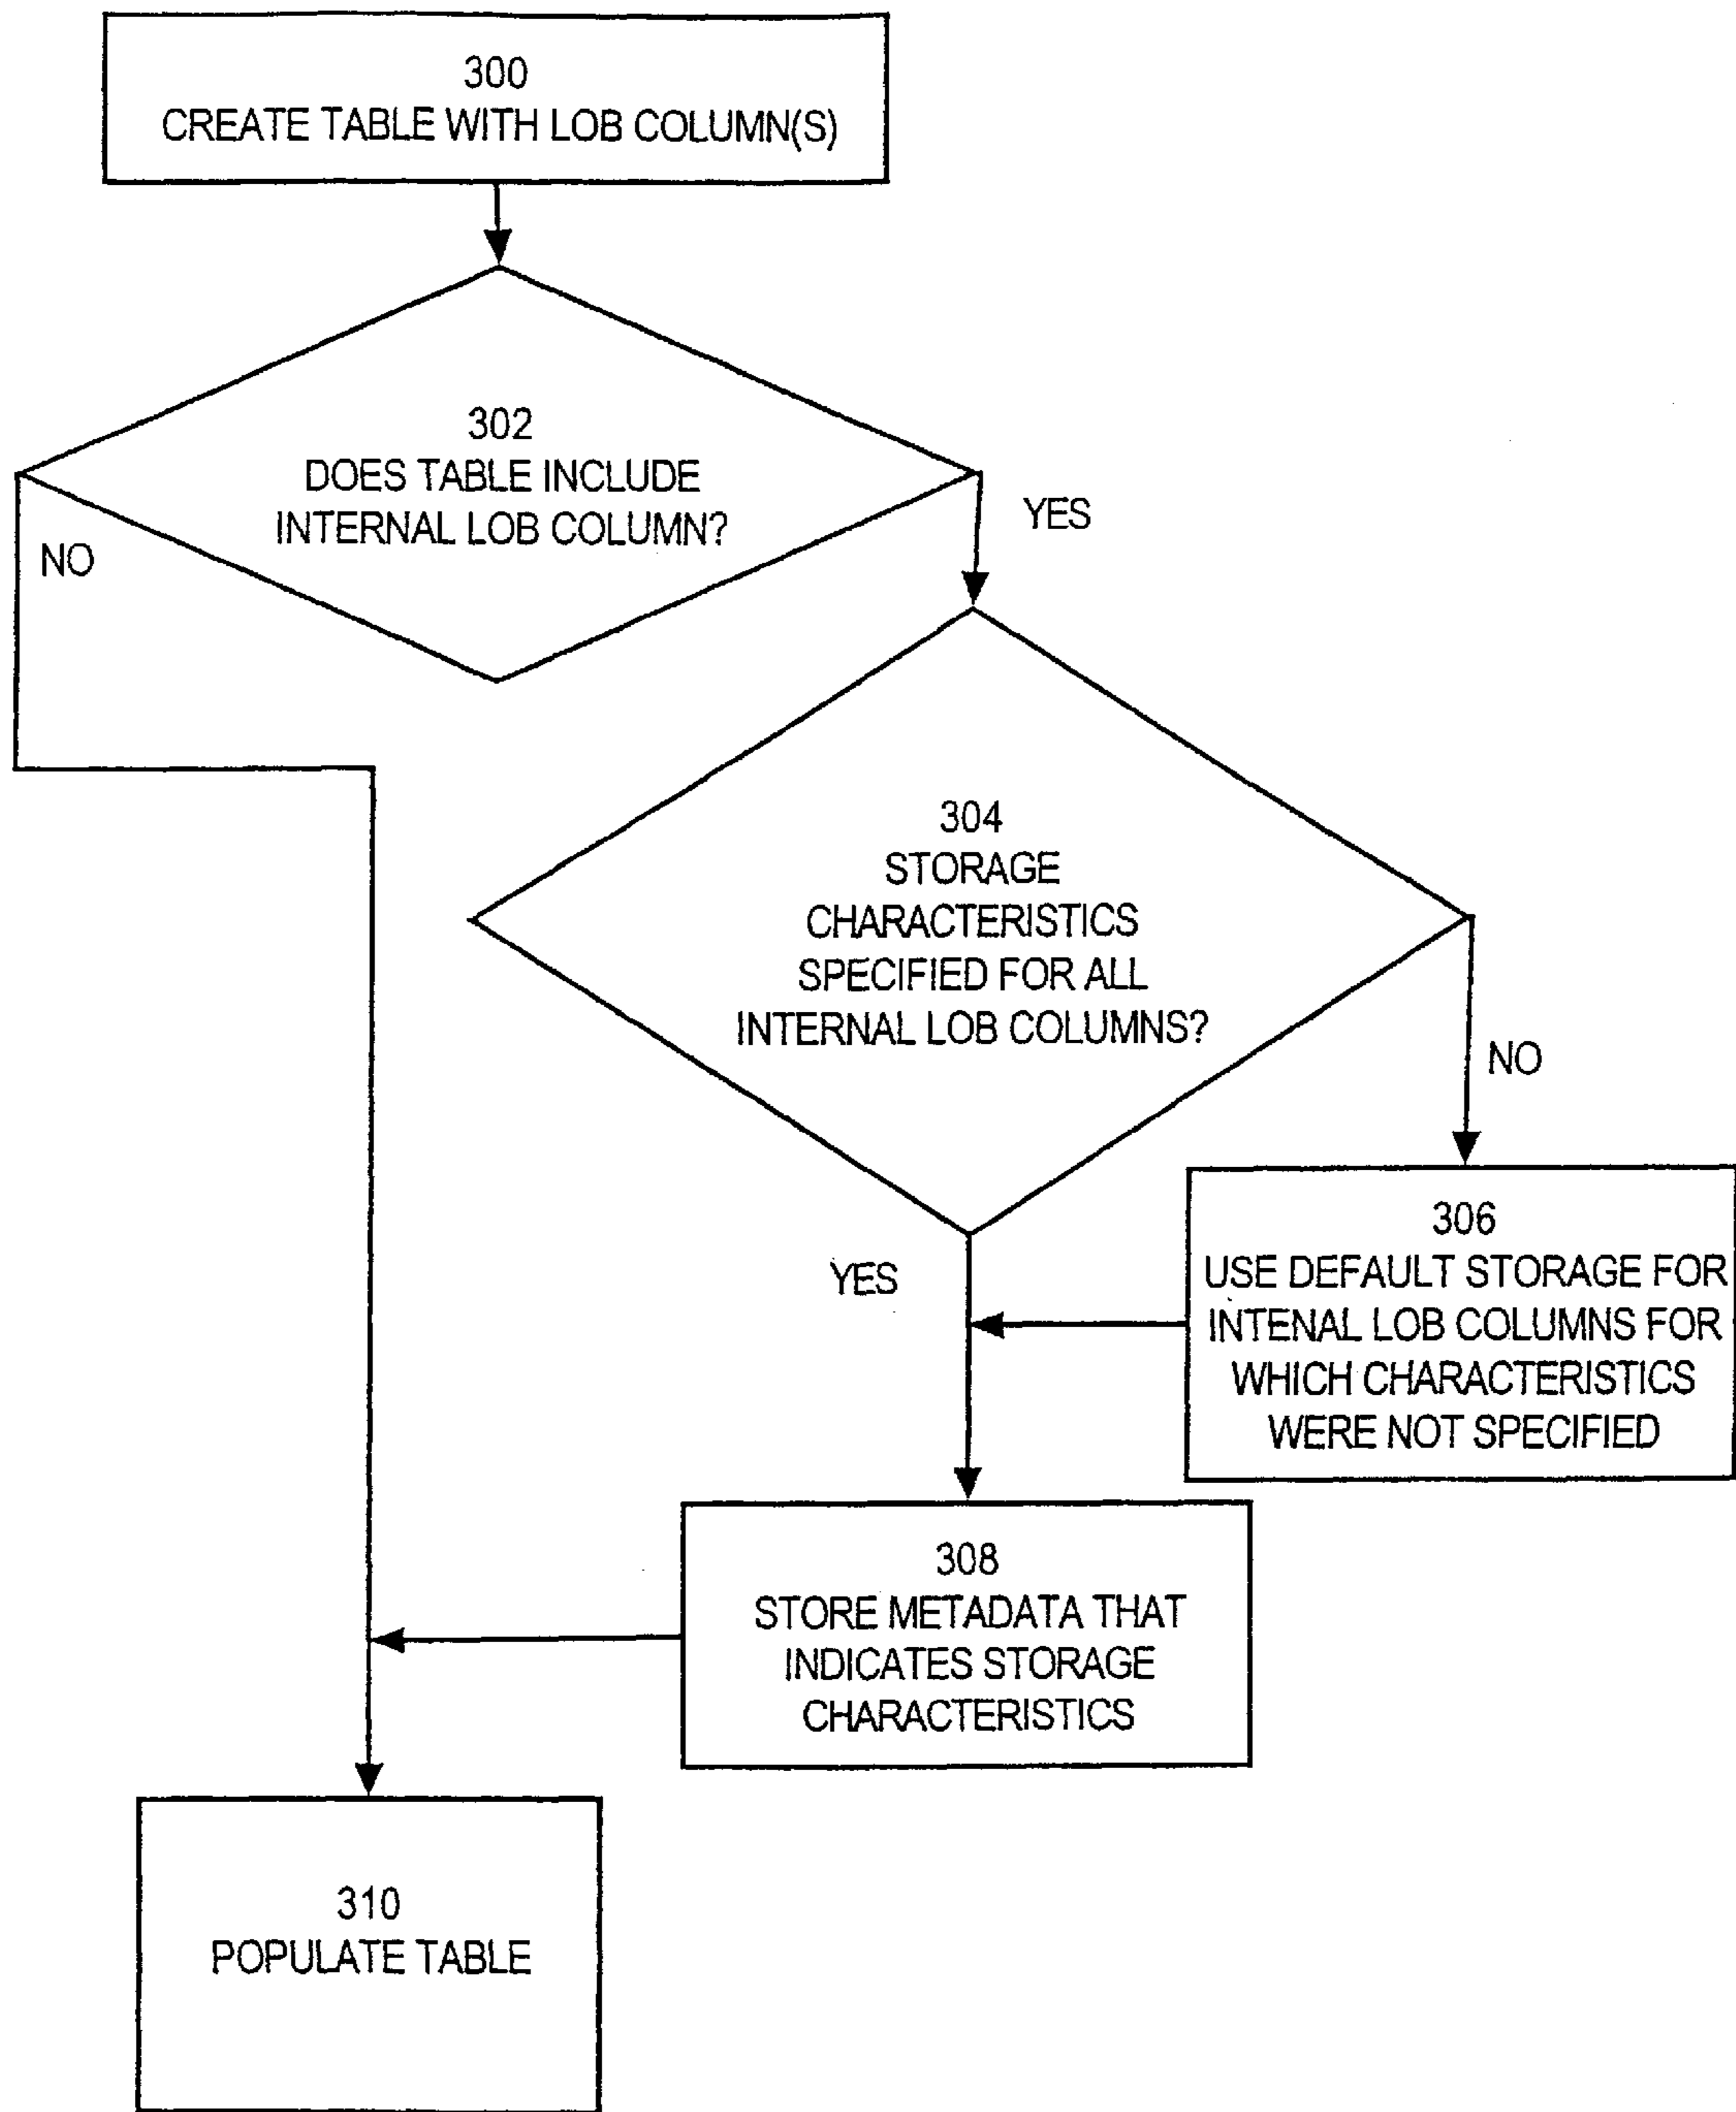 300
CREATE TABLE WITH LOB COLUMN(S)
302
DOES TABLE INCLUDE
INTERNAL LOB COLUMN?
NO
YES
304
STORAGE
CHARACTERISTICS
SPECIFIED FOR ALL
INTERNAL LOB COLUMNS?
NO
YES
306
USE DEFAULT STORAGE FOR
INTENAL LOB COLUMNS FOR
WHICH CHARACTERISTICS
WERE NOT SPECIFIED
308
STORE METADATA THAT
INDICATES STORAGE
CHARACTERISTICS
310
POPULATE TABLE